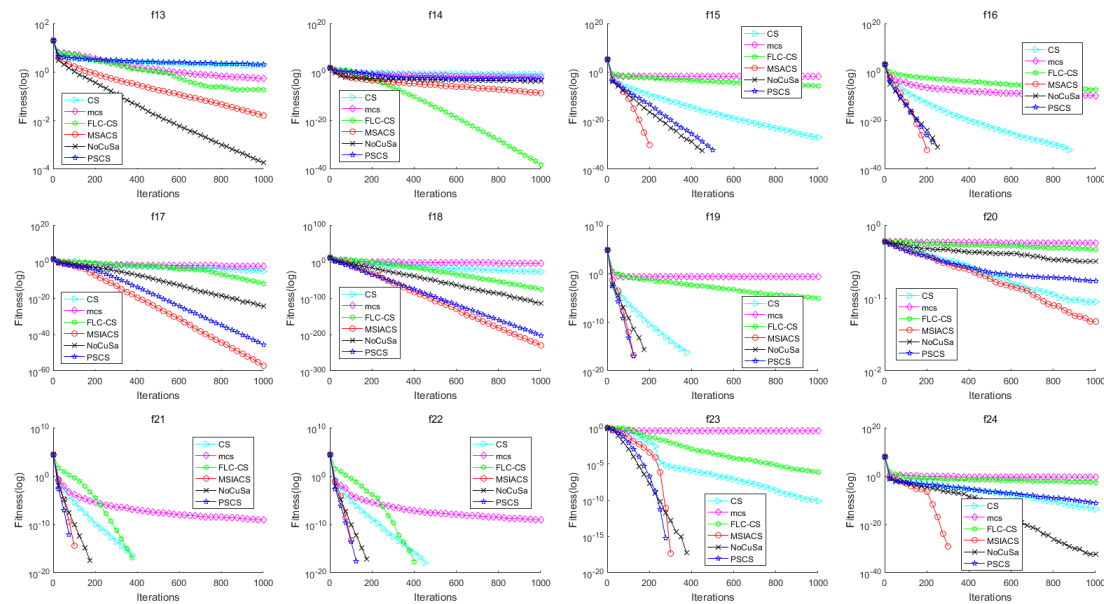 f13
Fitness(log)
10^2
10^0
10^-2
10^-4
CS
mcs
FLC-CS
MSACS
NoCuSa
PSCS
0 200 400 600 800 1000
Iterations
f14
Fitness(log)
10^20
10^0
10^-20
10^-40
CS
mcs
FLC-CS
MSACS
NoCuSa
PSCS
0 200 400 600 800 1000
Iterations
f15
Fitness(log)
10^20
10^0
10^-20
10^-40
CS
mcs
FLC-CS
MSACS
NoCuSa
PSCS
0 200 400 600 800 1000
Iterations
f16
Fitness(log)
10^20
10^0
10^-20
10^-40
CS
mcs
FLC-CS
MSACS
NoCuSa
PSCS
0 200 400 600 800 1000
Iterations
f17
Fitness(log)
10^20
10^0
10^-20
10^-40
10^-60
CS
mcs
FLC-CS
MSIACS
NoCuSa
PSCS
0 200 400 600 800 1000
Iterations
f18
Fitness(log)
10^100
10^0
10^-100
10^-200
10^-300
CS
mcs
FLC-CS
MSIACS
NoCuSa
PSCS
0 200 400 600 800 1000
Iterations
f19
Fitness(log)
10^10
10^0
10^-10
10^-20
CS
mcs
FLC-CS
MSIACS
NoCuSa
PSCS
0 200 400 600 800 1000
Iterations
f20
Fitness(log)
10^0
10^-1
10^-2
CS
mcs
FLC-CS
MSIACS
NoCuSa
PSCS
0 200 400 600 800 1000
Iterations
f21
Fitness(log)
10^10
10^0
10^-10
10^-20
CS
mcs
FLC-CS
MSIACS
NoCuSa
PSCS
0 200 400 600 800 1000
Iterations
f22
Fitness(log)
10^10
10^0
10^-10
10^-20
CS
mcs
FLC-CS
MSIACS
NoCuSa
PSCS
0 200 400 600 800 1000
Iterations
f23
Fitness(log)
10^0
10^-5
10^-10
10^-15
10^-20
CS
mcs
FLC-CS
MSIACS
NoCuSa
PSCS
0 200 400 600 800 1000
Iterations
f24
Fitness(log)
10^20
10^0
10^-20
10^-40
CS
mcs
FLC-CS
MSIACS
NoCuSa
PSCS
0 200 400 600 800 1000
Iterations